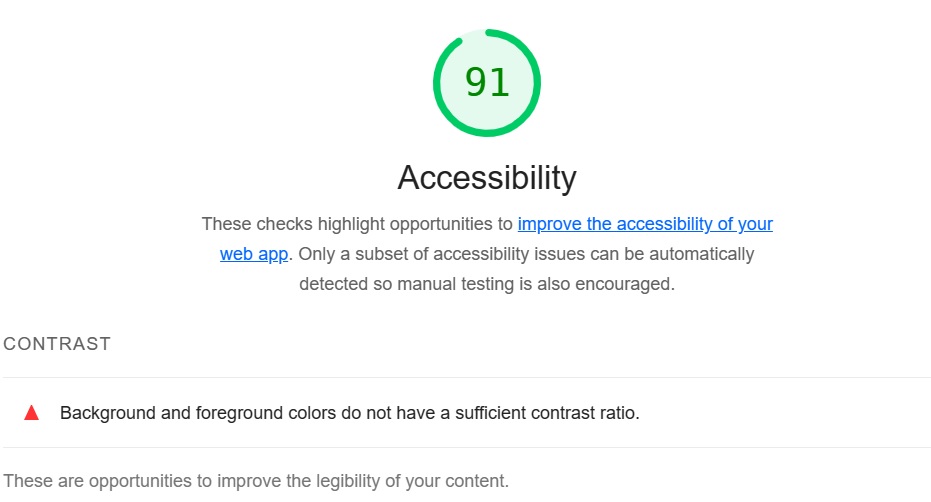 91
Accessibility
These checks highlight opportunities to improve the accessibility of your
web app. Only a subset of accessibility issues can be automatically
detected so manual testing is also encouraged.
CONTRAST
Background and foreground colors do not have a sufficient contrast ratio.
These are opportunities to improve the legibility of your content.